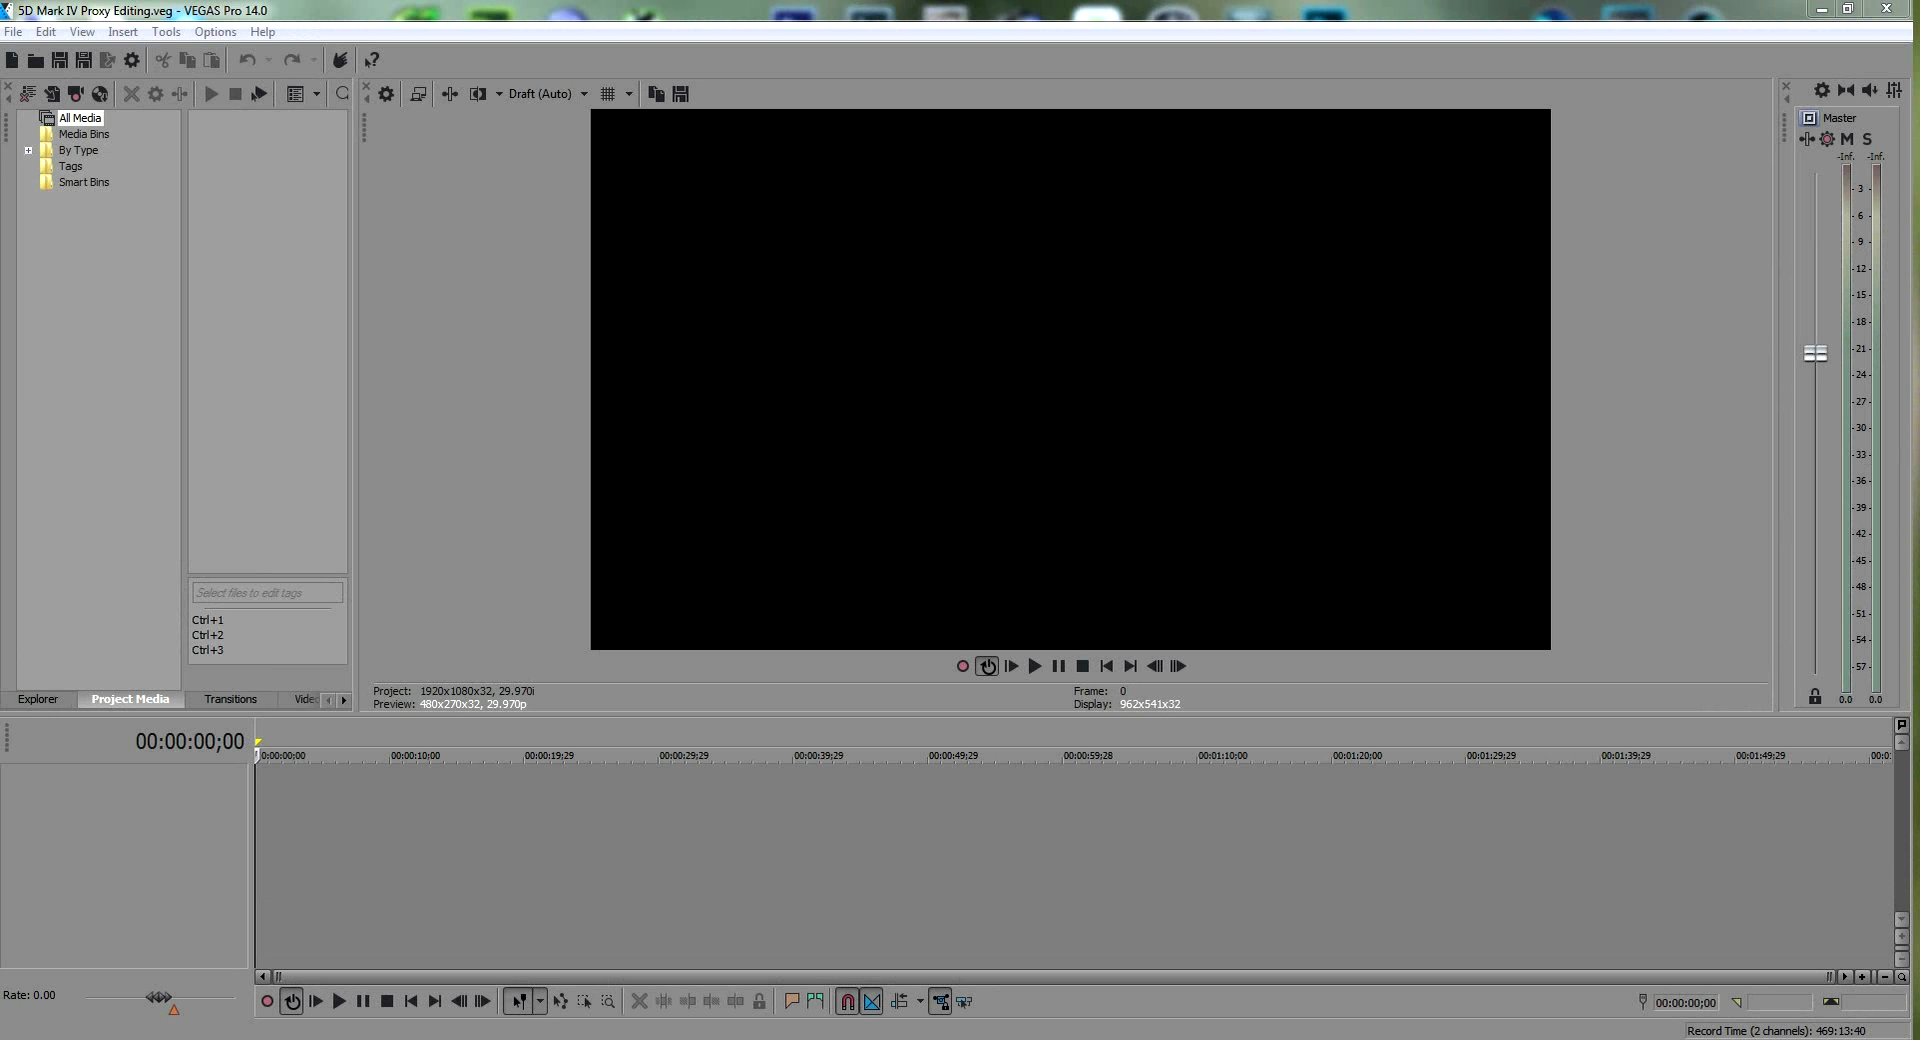 5D Mark IV Proxy Editing.veg - VEGAS Pro 14.0
File Edit View Insert Tools Options Help
Draft (Auto)
All Media
Media Bins
By Type
Tags
Smart Bins
Select files to edit tags
Ctrl+1
Ctrl+2
Ctrl+3
Explorer Project Media Transitions Video
Project: 1920x1080x32, 29.970i
Preview: 480x270x32, 29.970p
Frame: 0
Display: 962x541x32
Master
M S
-Inf. -Inf.
3
6
9
12
15
18
21
24
27
30
33
36
39
42
45
48
51
54
57
0.0 0.0
00:00:00;00
0:00:00;00 00:00:10;00 00:00:19;29 00:00:29;29 00:00:39;29 00:00:49;29 00:00:59;28 00:01:10;00 00:01:20;00 00:01:29;29 00:01:39;29 00:01:49;29 00:0
Rate: 0.00
00:00:00;00
Record Time (2 channels): 469:13:40